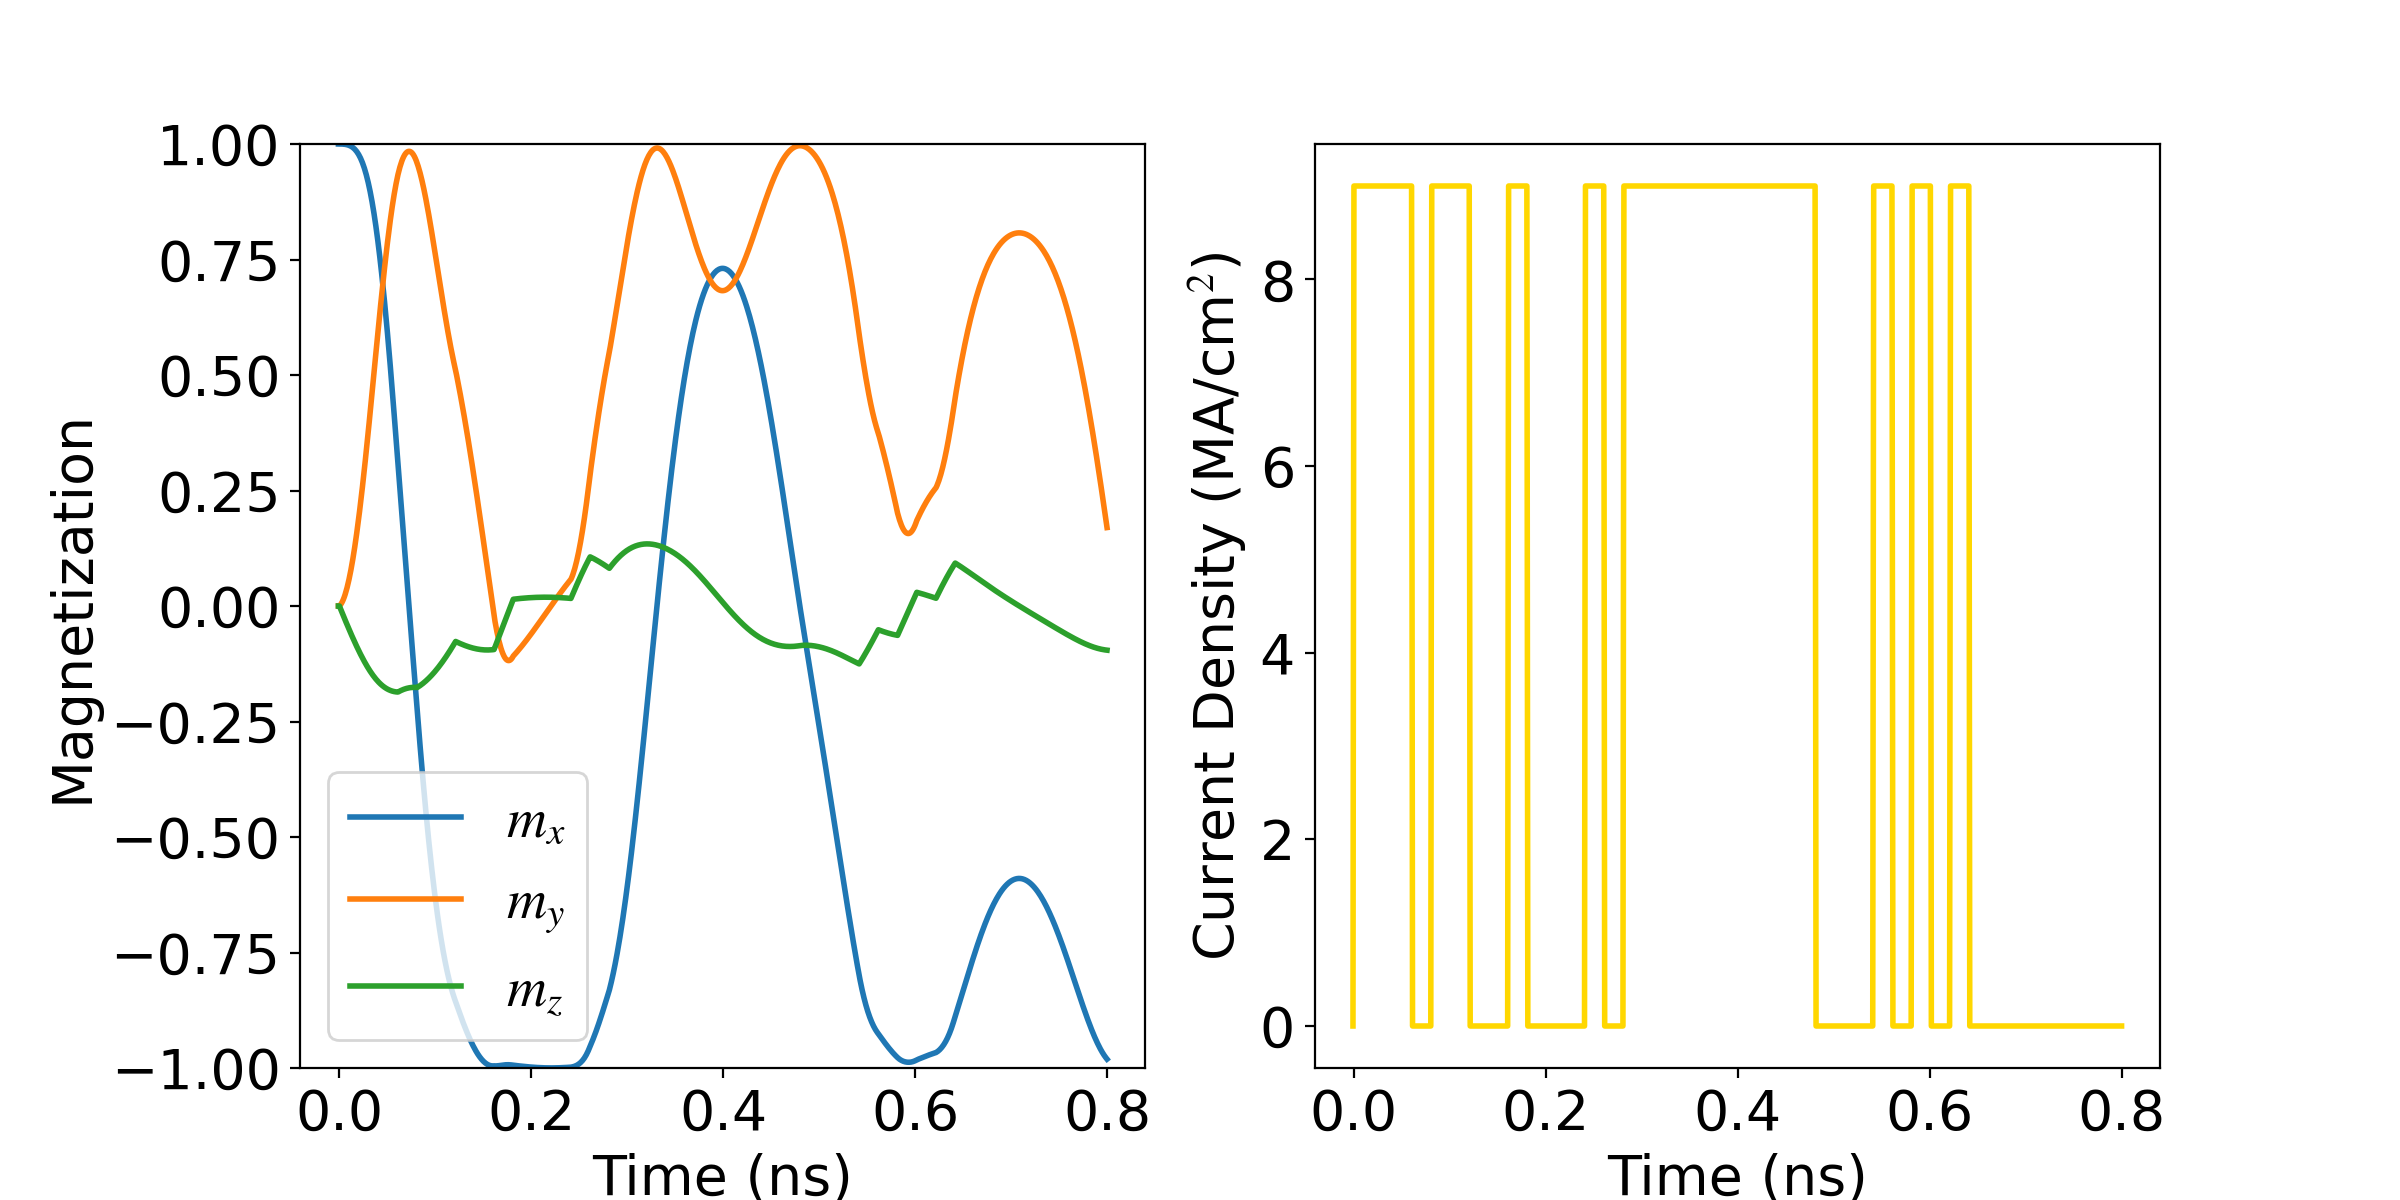 Magnetization
1.00
0.75
0.50
0.25
0.00
−0.25
−0.50
−0.75
−1.00
0.0 0.2 0.4 0.6 0.8
Time (ns)
m_x
m_y
m_z
Current Density (MA/cm²)
8
6
4
2
0
0.0 0.2 0.4 0.6 0.8
Time (ns)